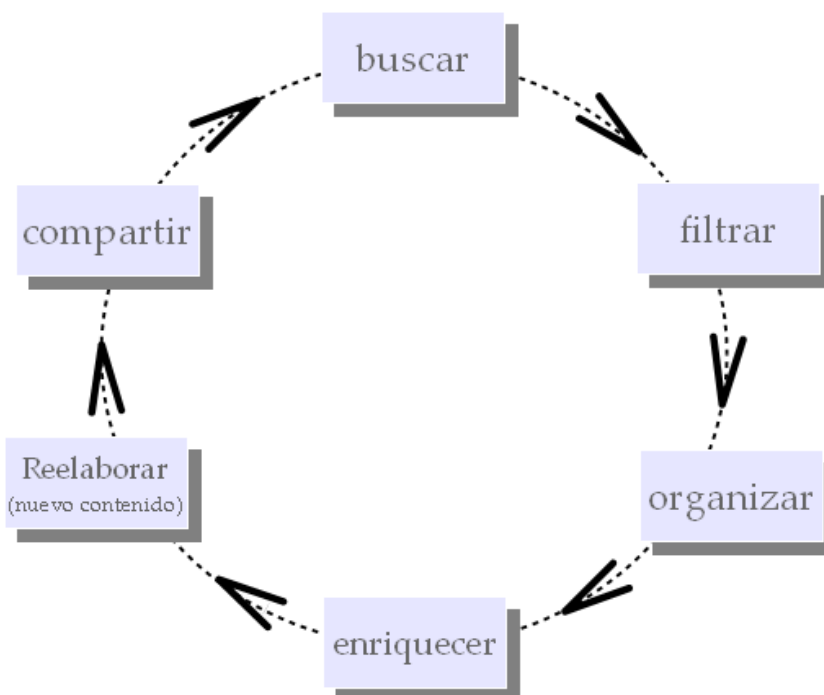 buscar
filtrar
organizar
enriquecer
Reelaborar
(nuevo contenido)
compartir